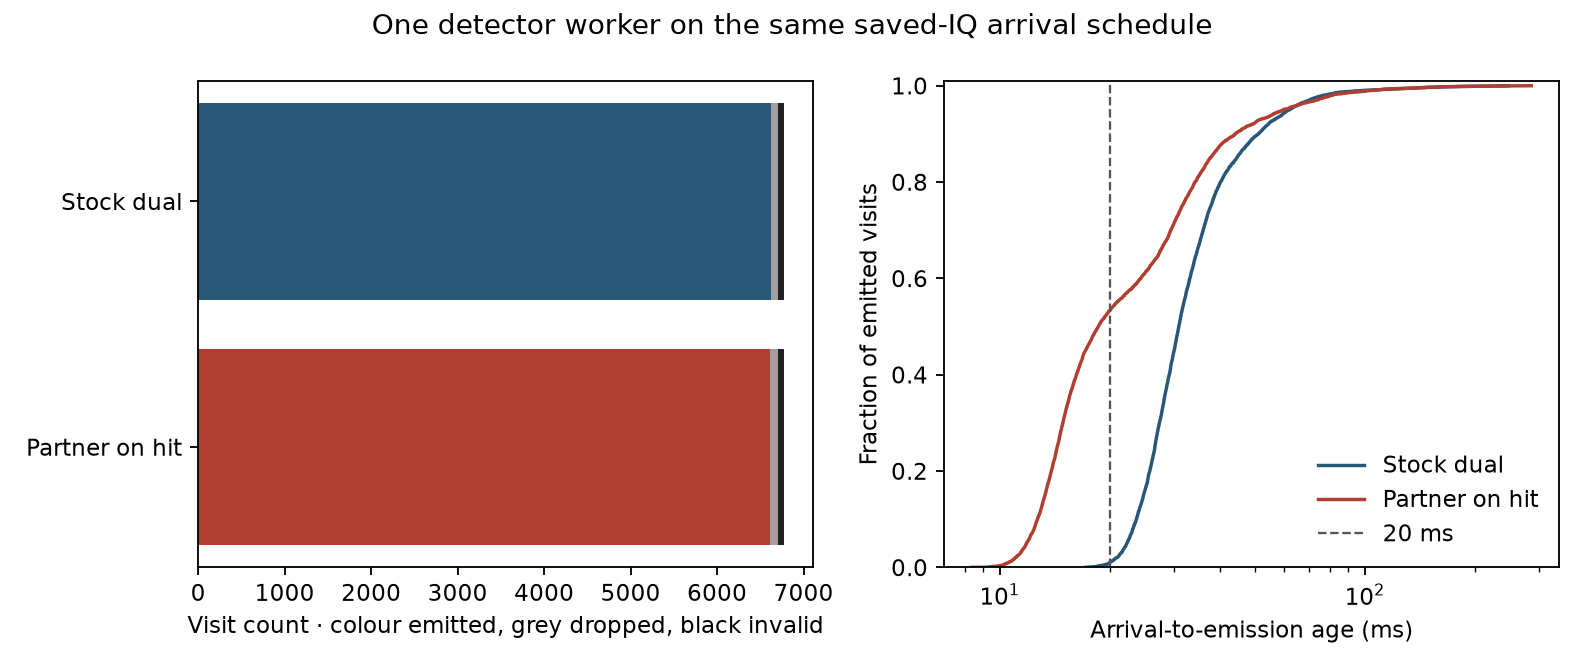 One detector worker on the same saved-IQ arrival schedule
Stock dual
Partner on hit
0 1000 2000 3000 4000 5000 6000 7000
Visit count · colour emitted, grey dropped, black invalid
Fraction of emitted visits
1.0
0.8
0.6
0.4
0.2
0.0
Stock dual
Partner on hit
20 ms
10¹ 10²
Arrival-to-emission age (ms)